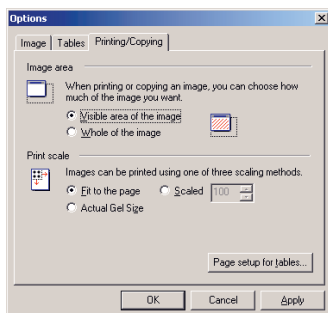 Options
Image Tables Printing/Copying
Image area
When printing or copying an image, you can choose how
much of the image you want.
Visible area of the image
Whole of the image
Print scale
Images can be printed using one of three scaling methods.
Fit to the page Scaled 100
Actual Gel Size
Page setup for tables...
OK Cancel Apply